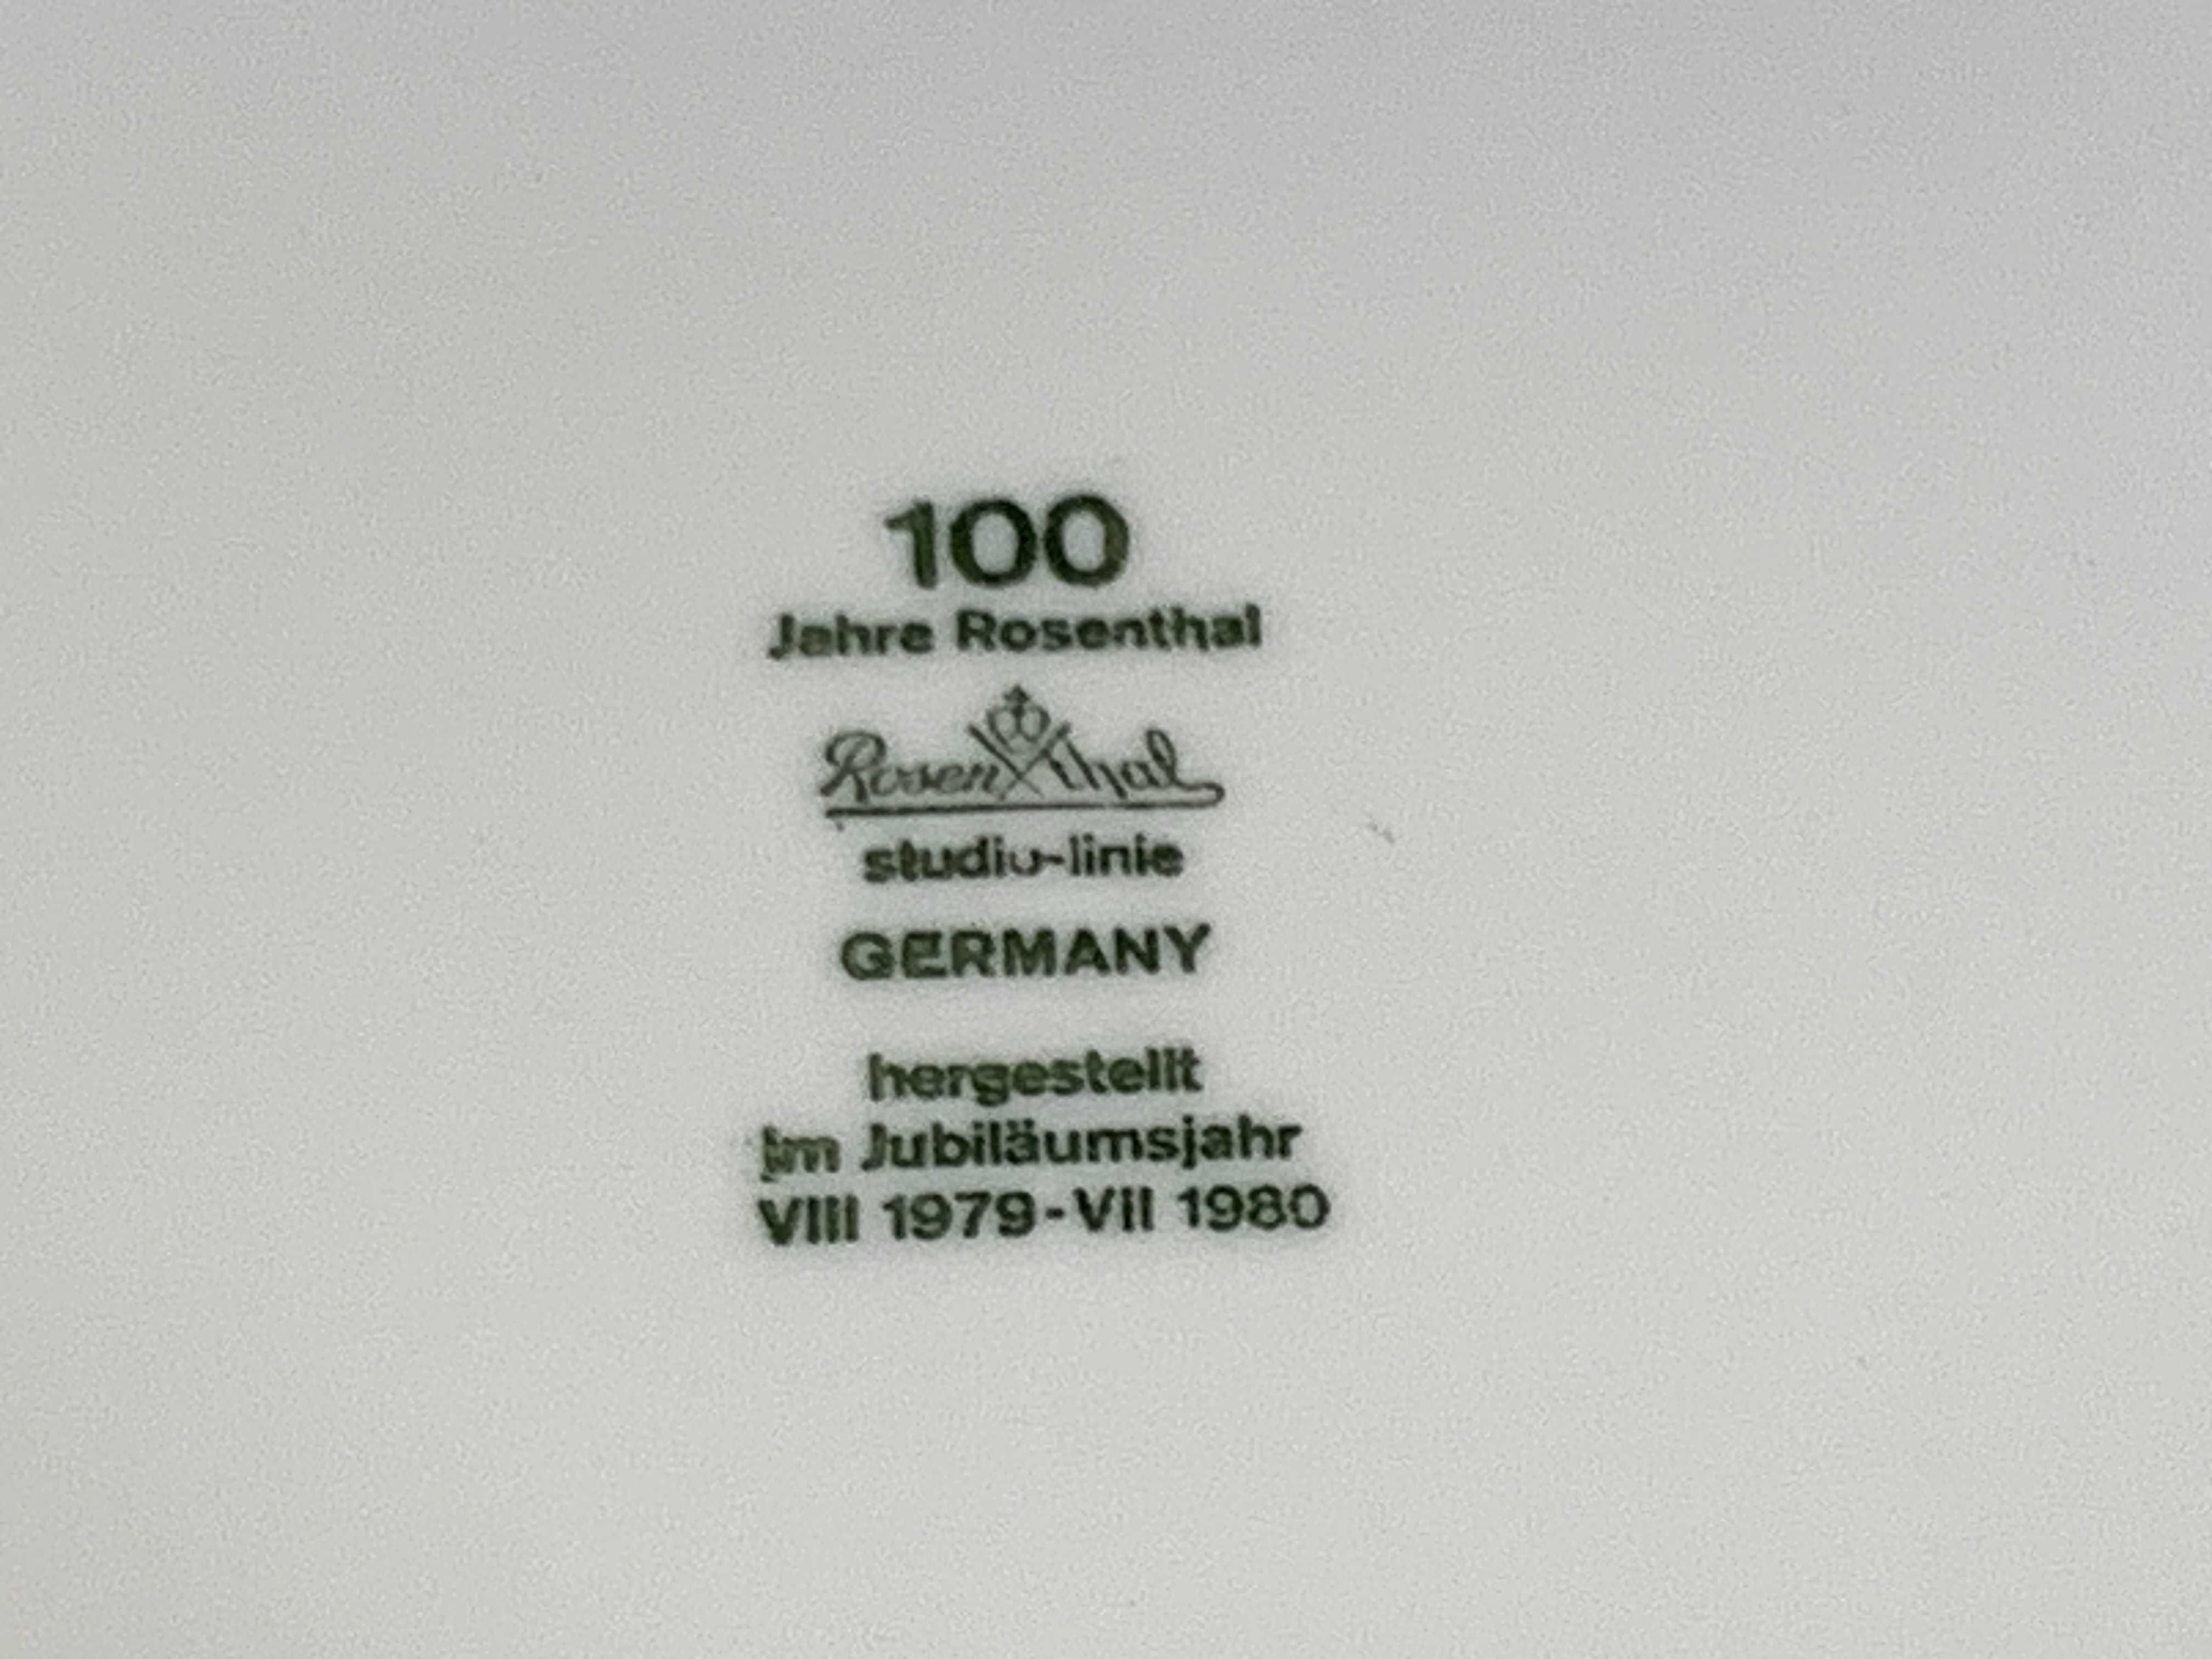 100
Jahre Rosenthal
Rosenthal
studio-linie
GERMANY
hergestellt
im Jubiläumsjahr
VIII 1979-VII 1980